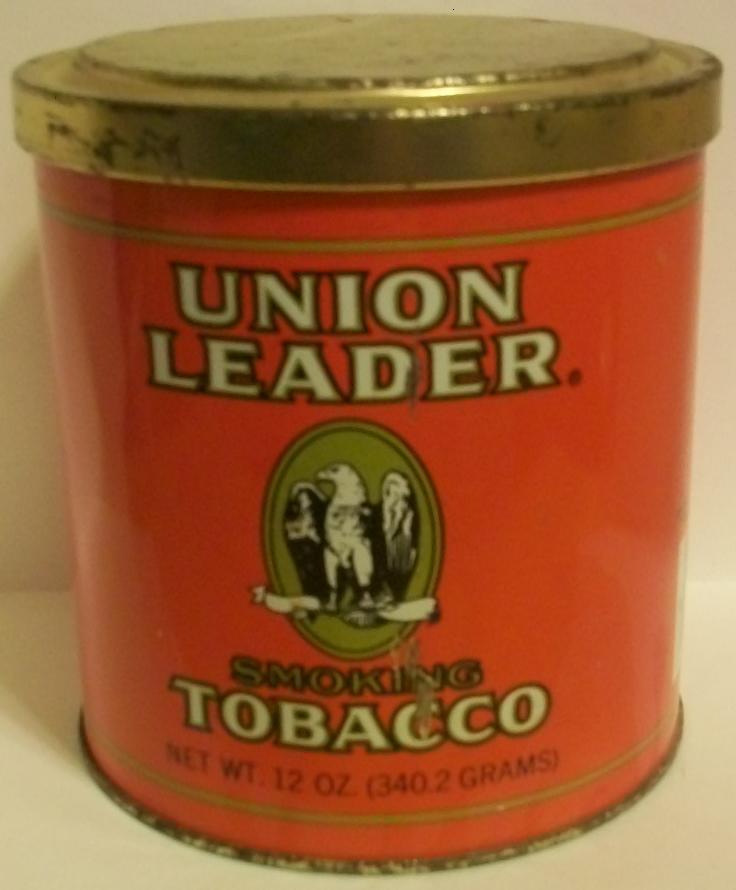 UNION
LEADER®
SMOKING
TOBACCO
NET WT. 12 OZ. (340.2 GRAMS)